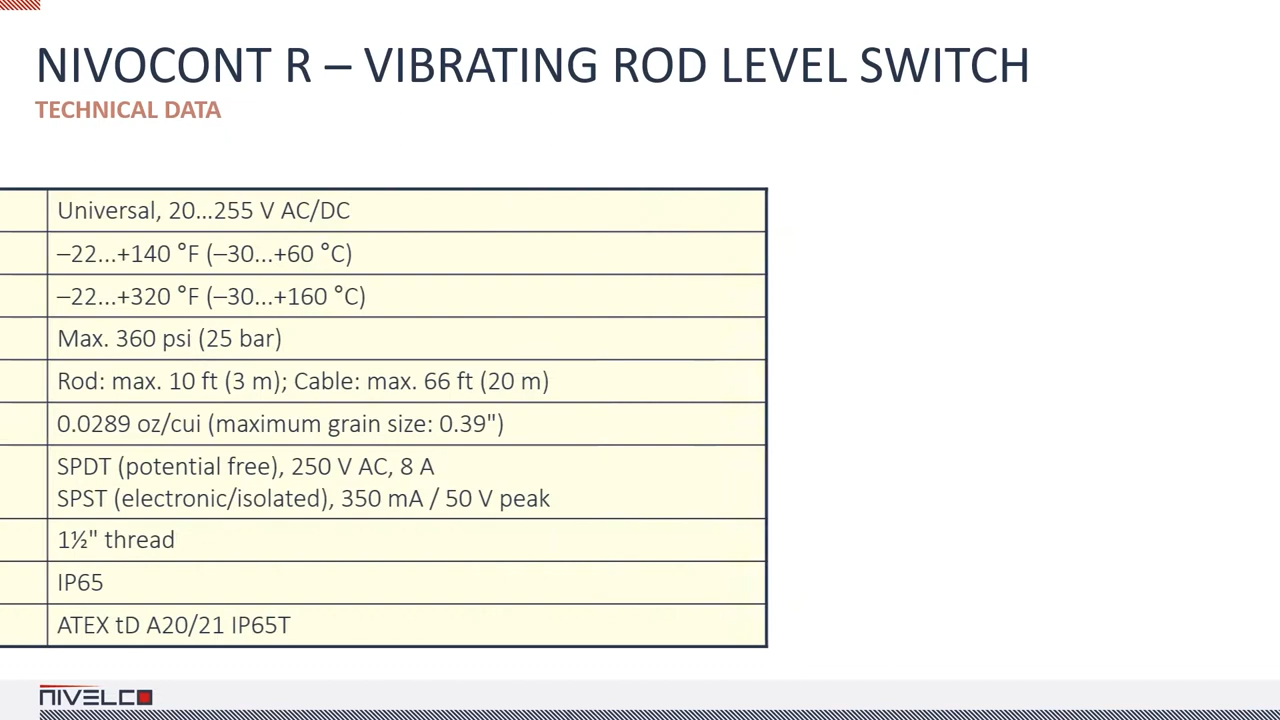 NIVOCONT R – VIBRATING ROD LEVEL SWITCH
TECHNICAL DATA
Universal, 20...255 V AC/DC
–22...+140 °F (–30...+60 °C)
–22...+320 °F (–30...+160 °C)
Max. 360 psi (25 bar)
Rod: max. 10 ft (3 m); Cable: max. 66 ft (20 m)
0.0289 oz/cui (maximum grain size: 0.39")
SPDT (potential free), 250 V AC, 8 A
SPST (electronic/isolated), 350 mA / 50 V peak
1½" thread
IP65
ATEX tD A20/21 IP65T
NIVELCO